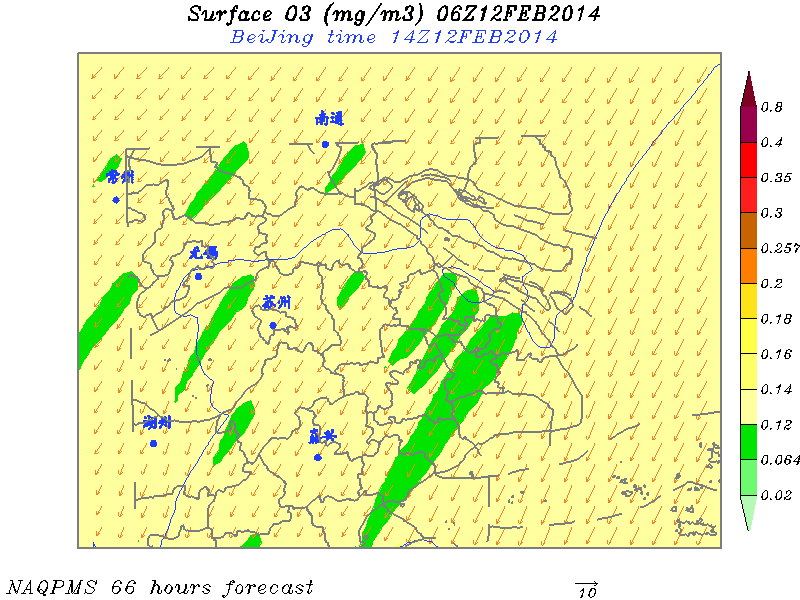 Surface O3 (mg/m3) 06Z12FEB2014
BeiJing time 14Z12FEB2014
南通
常州
无锡
苏州
湖州
嘉兴
0.8
0.4
0.35
0.3
0.257
0.2
0.18
0.16
0.14
0.12
0.064
0.02
NAQPMS 66 hours forecast
10